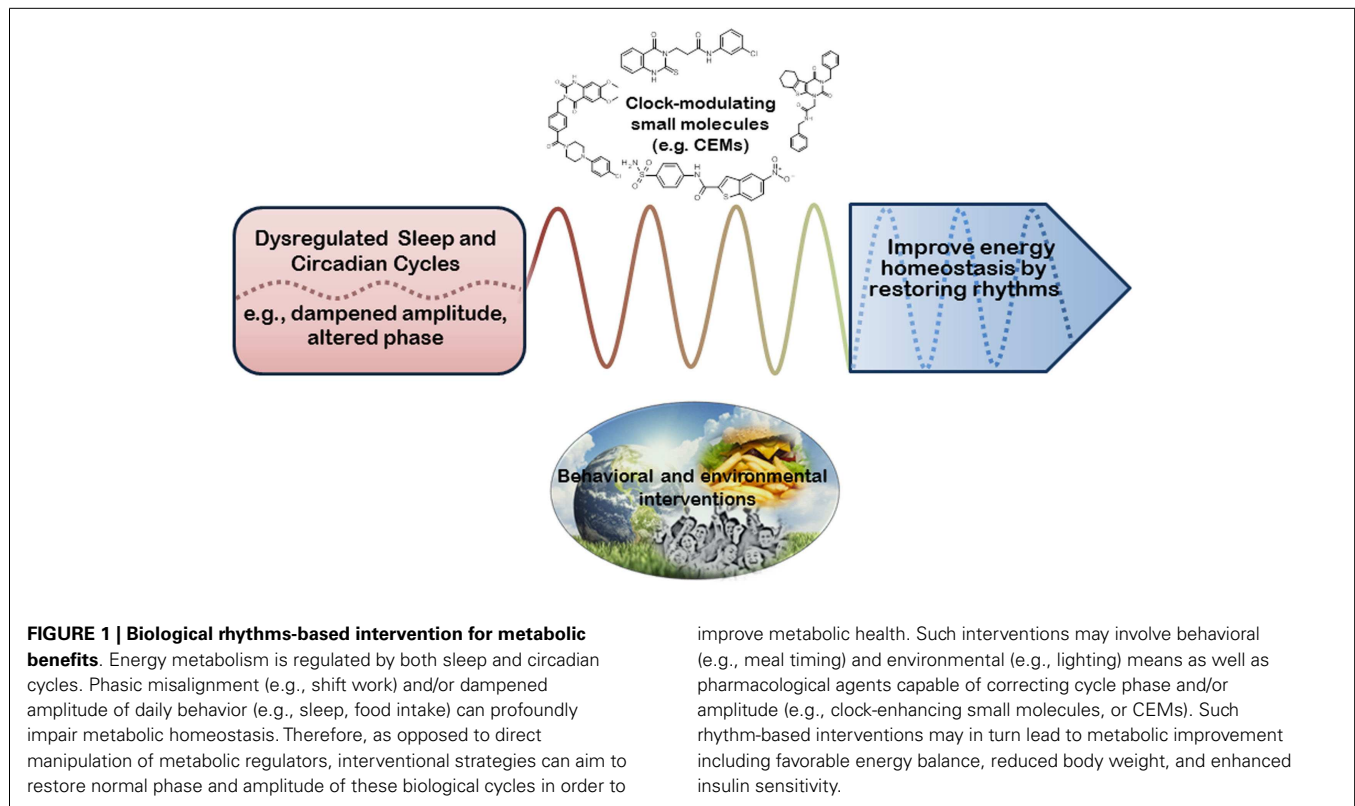 Clock-modulating
small molecules
(e.g. CEMs)
Dysregulated Sleep and
Circadian Cycles
e.g., dampened amplitude,
altered phase
Improve energy
homeostasis by
restoring rhythms
Behavioral and environmental
interventions
FIGURE 1 | Biological rhythms-based intervention for metabolic
benefits. Energy metabolism is regulated by both sleep and circadian
cycles. Phasic misalignment (e.g., shift work) and/or dampened
amplitude of daily behavior (e.g., sleep, food intake) can profoundly
impair metabolic homeostasis. Therefore, as opposed to direct
manipulation of metabolic regulators, interventional strategies can aim to
restore normal phase and amplitude of these biological cycles in order to
improve metabolic health. Such interventions may involve behavioral
(e.g., meal timing) and environmental (e.g., lighting) means as well as
pharmacological agents capable of correcting cycle phase and/or
amplitude (e.g., clock-enhancing small molecules, or CEMs). Such
rhythm-based interventions may in turn lead to metabolic improvement
including favorable energy balance, reduced body weight, and enhanced
insulin sensitivity.